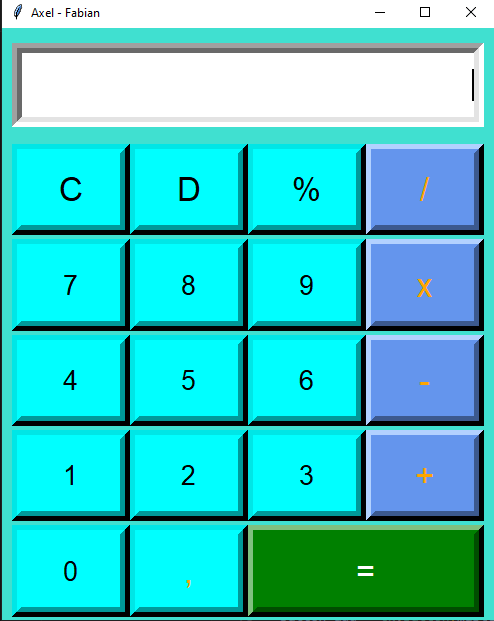 Axel - Fabian
C D % /
7 8 9 x
4 5 6 -
1 2 3 +
0 , =